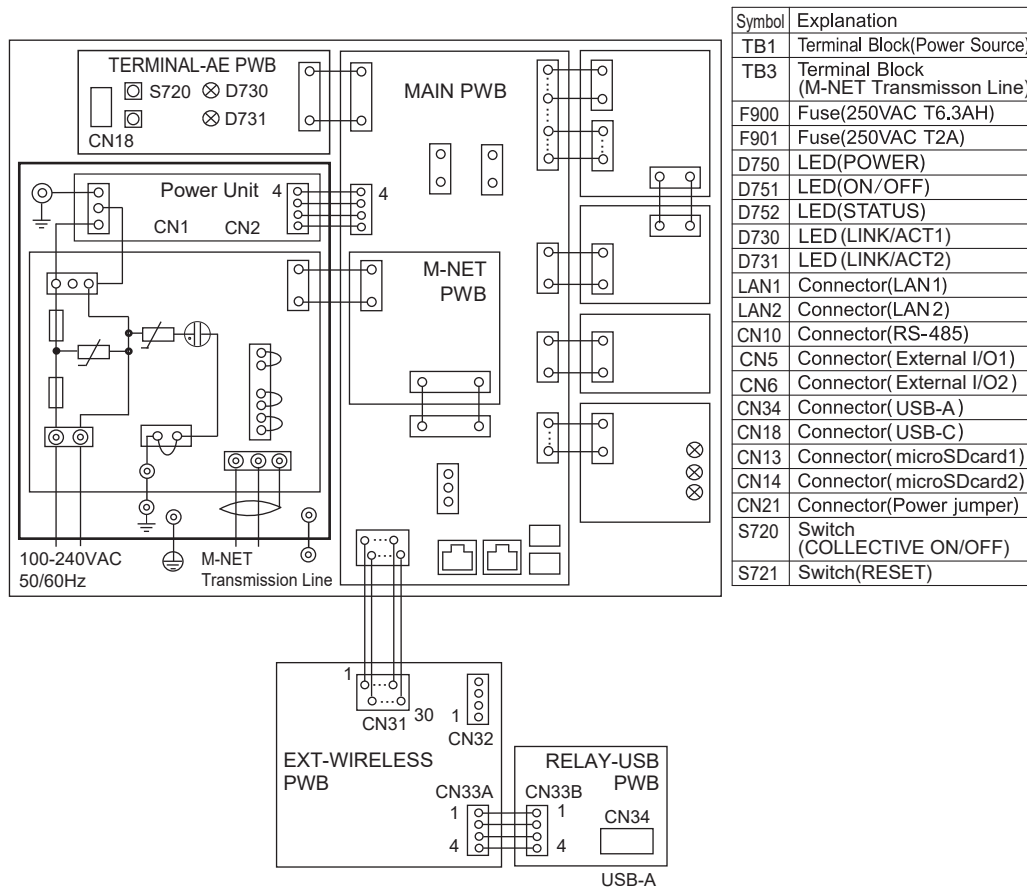 TERMINAL-AE PWB
S720 D730
D731
CN18
MAIN PWB
Power Unit 4
4
CN1 CN2
M-NET
PWB
100-240VAC
50/60Hz
M-NET
Transmission Line
1
30
CN31
1
CN32
EXT-WIRELESS
PWB
CN33A
1
4
RELAY-USB
PWB
CN33B
1
4
CN34
USB-A
Symbol Explanation
TB1 Terminal Block(Power Source)
TB3 Terminal Block
(M-NET Transmisson Line)
F900 Fuse(250VAC T6.3AH)
F901 Fuse(250VAC T2A)
D750 LED(POWER)
D751 LED(ON/OFF)
D752 LED(STATUS)
D730 LED(LINK/ACT1)
D731 LED(LINK/ACT2)
LAN1 Connector(LAN1)
LAN2 Connector(LAN2)
CN10 Connector(RS-485)
CN5 Connector(External I/O1)
CN6 Connector(External I/O2)
CN34 Connector(USB-A)
CN18 Connector(USB-C)
CN13 Connector(microSDcard1)
CN14 Connector(microSDcard2)
CN21 Connector(Power jumper)
S720 Switch
(COLLECTIVE ON/OFF)
S721 Switch(RESET)